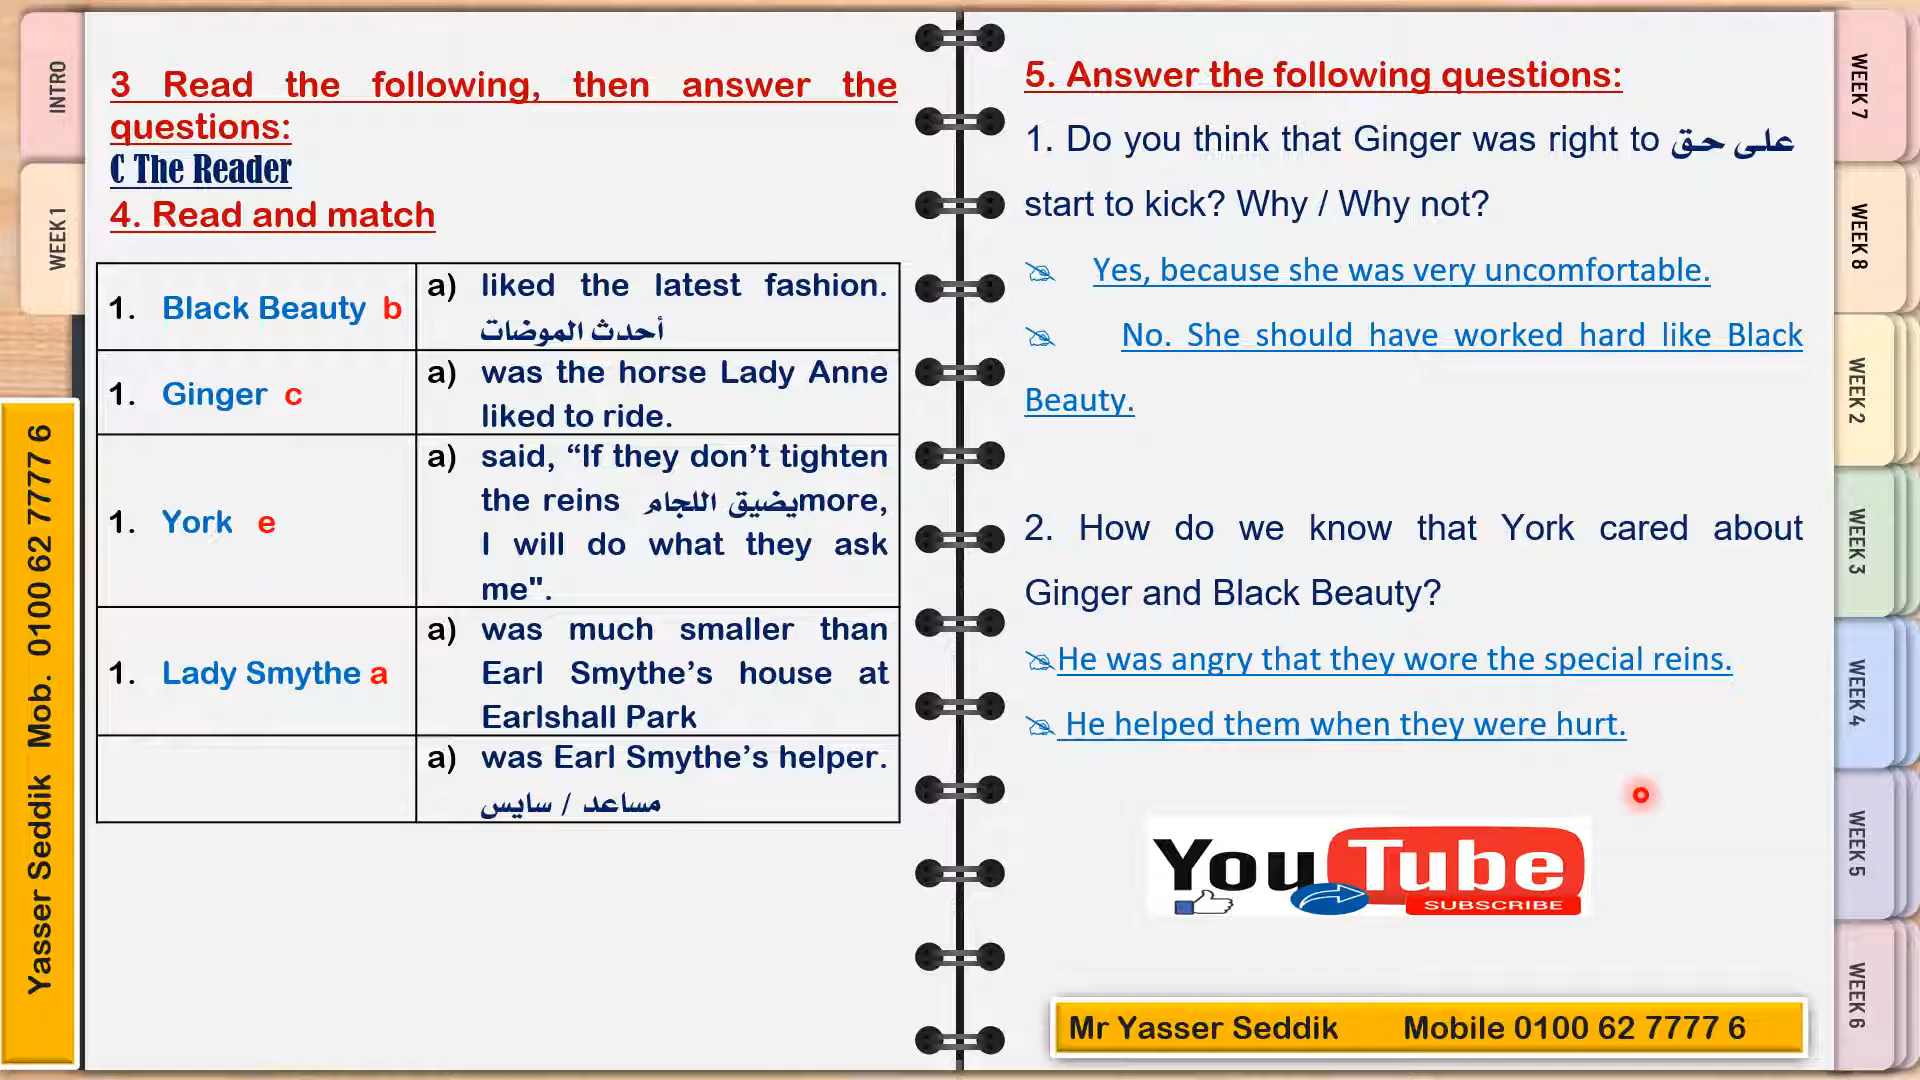 INTRO
WEEK 1
Yasser Seddik Mob. 0100 62 7777 6
3 Read the following, then answer the
questions:
C The Reader
4. Read and match
1. Black Beauty b
a) liked the latest fashion.
أحدث الموضات
1. Ginger c
a) was the horse Lady Anne
liked to ride.
1. York e
a) said, “If they don’t tighten
the reins يضيق اللجام more,
I will do what they ask
me".
1. Lady Smythe a
a) was much smaller than
Earl Smythe’s house at
Earlshall Park
a) was Earl Smythe’s helper.
مساعد / سايس
5. Answer the following questions:
1. Do you think that Ginger was right to على حق
start to kick? Why / Why not?
Yes, because she was very uncomfortable.
No. She should have worked hard like Black
Beauty.
2. How do we know that York cared about
Ginger and Black Beauty?
He was angry that they wore the special reins.
He helped them when they were hurt.
YouTube
SUBSCRIBE
Mr Yasser Seddik Mobile 0100 62 7777 6
WEEK 7
WEEK 8
WEEK 2
WEEK 3
WEEK 4
WEEK 5
WEEK 6